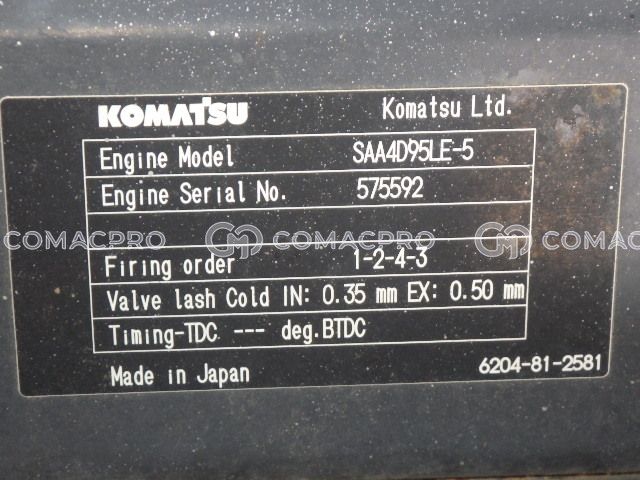 KOMATSU Komatsu Ltd.
Engine Model SAA4D95LE-5
Engine Serial No. 575592
COMACPRO COMACPRO COMACPRO
Firing order 1-2-4-3
Valve lash Cold IN: 0.35 mm EX: 0.50 mm
Timing-TDC --- deg.BTDC
Made in Japan 6204-81-2581